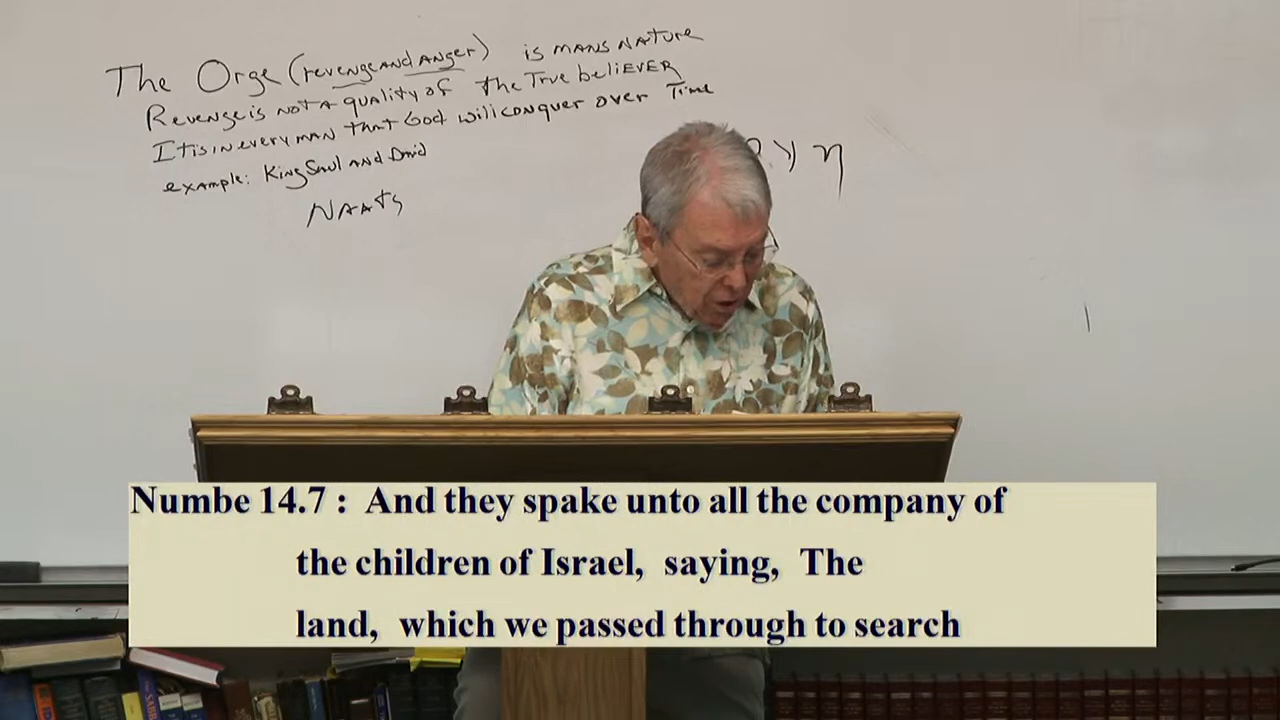 The Orge (revenge and anger) is mans nature
Revenge is not a quality of the True believer
It is in every man that God will conquer over Time
example: King Saul and David
Naats
γ η
Numbe 14.7 : And they spake unto all the company of
the children of Israel, saying, The
land, which we passed through to search